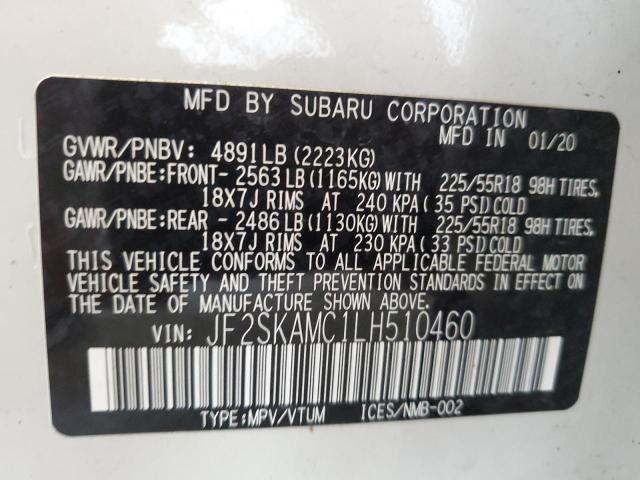 MFD BY SUBARU CORPORATION
MFD IN 01/20
GVWR/PNBV: 4891LB(2223KG)
GAWR/PNBE:FRONT- 2563LB(1165KG)WITH 225/55R18 98H TIRES,
18X7J RIMS AT 240 KPA(35 PSI)COLD
GAWR/PNBE:REAR - 2486LB(1130KG)WITH 225/55R18 98H TIRES,
18X7J RIMS AT 230 KPA(33 PSI)COLD
THIS VEHICLE CONFORMS TO ALL APPLICABLE FEDERAL MOTOR
VEHICLE SAFETY AND THEFT PREVENTION STANDARDS IN EFFECT ON
THE DATE OF MANUFACTURE SHOWN ABOVE.
VIN: JF2SKAMC1LH510460
TYPE:MPV/VTUM ICES/NMB-002